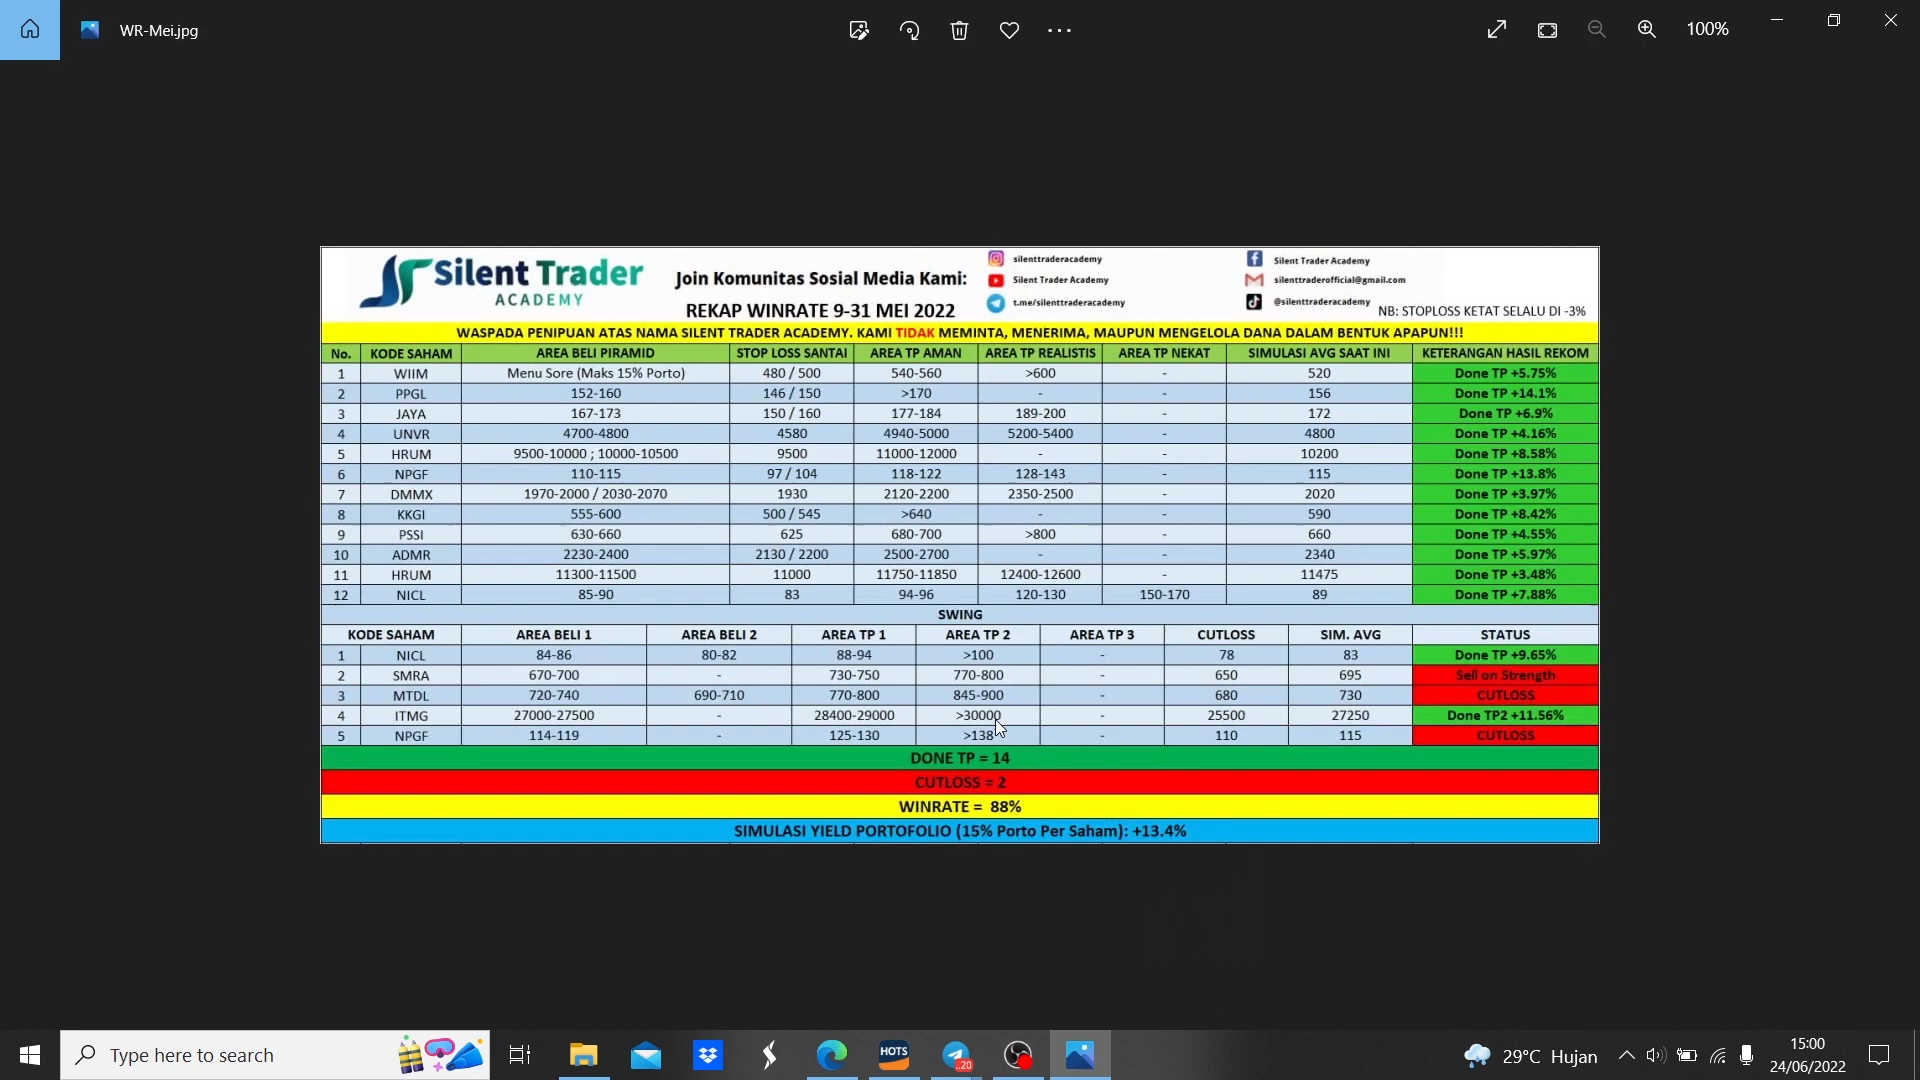 WR-Mei.jpg
100%
Silent Trader
ACADEMY
Join Komunitas Sosial Media Kami:
REKAP WINRATE 9-31 MEI 2022
silenttraderacademy
Silent Trader Academy
t.me/silenttraderacademy
Silent Trader Academy
silenttraderofficial@gmail.com
@silenttraderacademy
NB: STOPLOSS KETAT SELALU DI -3%
WASPADA PENIPUAN ATAS NAMA SILENT TRADER ACADEMY. KAMI TIDAK MEMINTA, MENERIMA, MAUPUN MENGELOLA DANA DALAM BENTUK APAPUN!!!
No. KODE SAHAM AREA BELI PIRAMID STOP LOSS SANTAI AREA TP AMAN AREA TP REALISTIS AREA TP NEKAT SIMULASI AVG SAAT INI KETERANGAN HASIL REKOM
1 WIIM Menu Sore (Maks 15% Porto) 480 / 500 540-560 >600 - 520 Done TP +5.75%
2 PPGL 152-160 146 / 150 >170 - - 156 Done TP +14.1%
3 JAYA 167-173 150 / 160 177-184 189-200 - 172 Done TP +6.9%
4 UNVR 4700-4800 4580 4940-5000 5200-5400 - 4800 Done TP +4.16%
5 HRUM 9500-10000 ; 10000-10500 9500 11000-12000 - - 10200 Done TP +8.58%
6 NPGF 110-115 97 / 104 118-122 128-143 - 115 Done TP +13.8%
7 DMMX 1970-2000 / 2030-2070 1930 2120-2200 2350-2500 - 2020 Done TP +3.97%
8 KKGI 555-600 500 / 545 >640 - - 590 Done TP +8.42%
9 PSSI 630-660 625 680-700 >800 - 660 Done TP +4.55%
10 ADMR 2230-2400 2130 / 2200 2500-2700 - - 2340 Done TP +5.97%
11 HRUM 11300-11500 11000 11750-11850 12400-12600 - 11475 Done TP +3.48%
12 NICL 85-90 83 94-96 120-130 150-170 89 Done TP +7.88%
SWING
KODE SAHAM AREA BELI 1 AREA BELI 2 AREA TP 1 AREA TP 2 AREA TP 3 CUTLOSS SIM. AVG STATUS
1 NICL 84-86 80-82 88-94 >100 - 78 83 Done TP +9.65%
2 SMRA 670-700 - 730-750 770-800 - 650 695 Sell on Strength
3 MTDL 720-740 690-710 770-800 845-900 - 680 730 CUTLOSS
4 ITMG 27000-27500 - 28400-29000 >30000 - 25500 27250 Done TP2 +11.56%
5 NPGF 114-119 - 125-130 >138 - 110 115 CUTLOSS
DONE TP = 14
CUTLOSS = 2
WINRATE = 88%
SIMULASI YIELD PORTOFOLIO (15% Porto Per Saham): +13.4%
Type here to search
HOTS
..20
29°C Hujan
15:00
24/06/2022